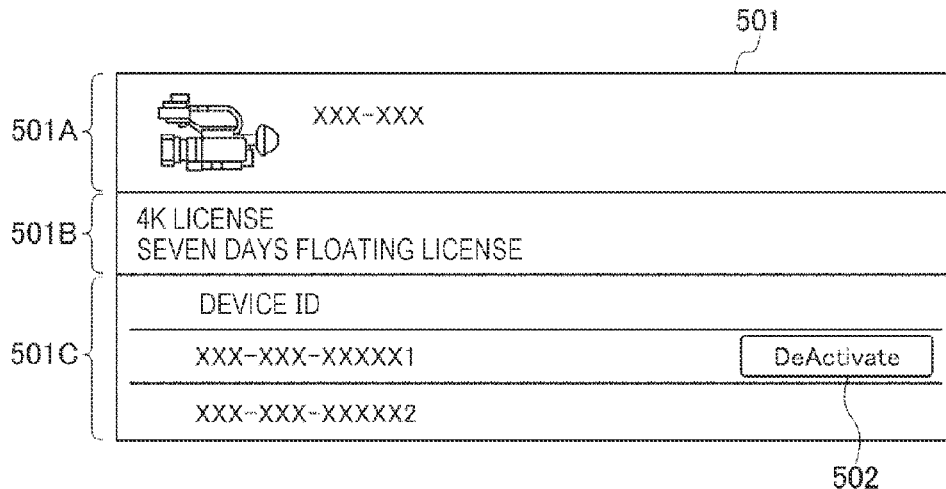 501
501A
XXX-XXX
501B
4K LICENSE
SEVEN DAYS FLOATING LICENSE
501C
DEVICE ID
XXX-XXX-XXXXX1
DeActivate
XXX-XXX-XXXXX2
502